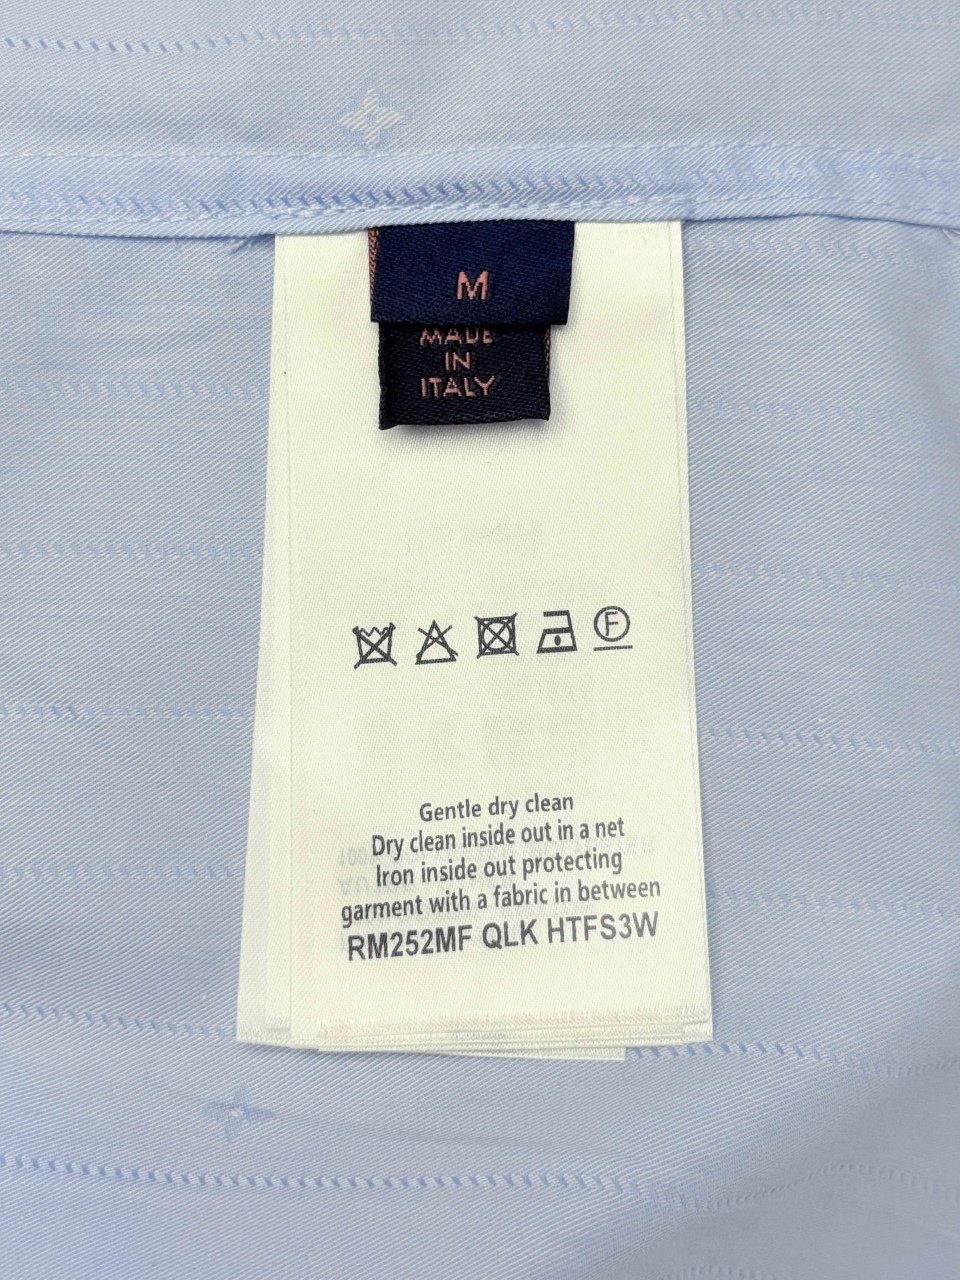 M
MADE
IN
ITALY
F
Gentle dry clean
Dry clean inside out in a net
Iron inside out protecting
garment with a fabric in between
RM252MF QLK HTFS3W